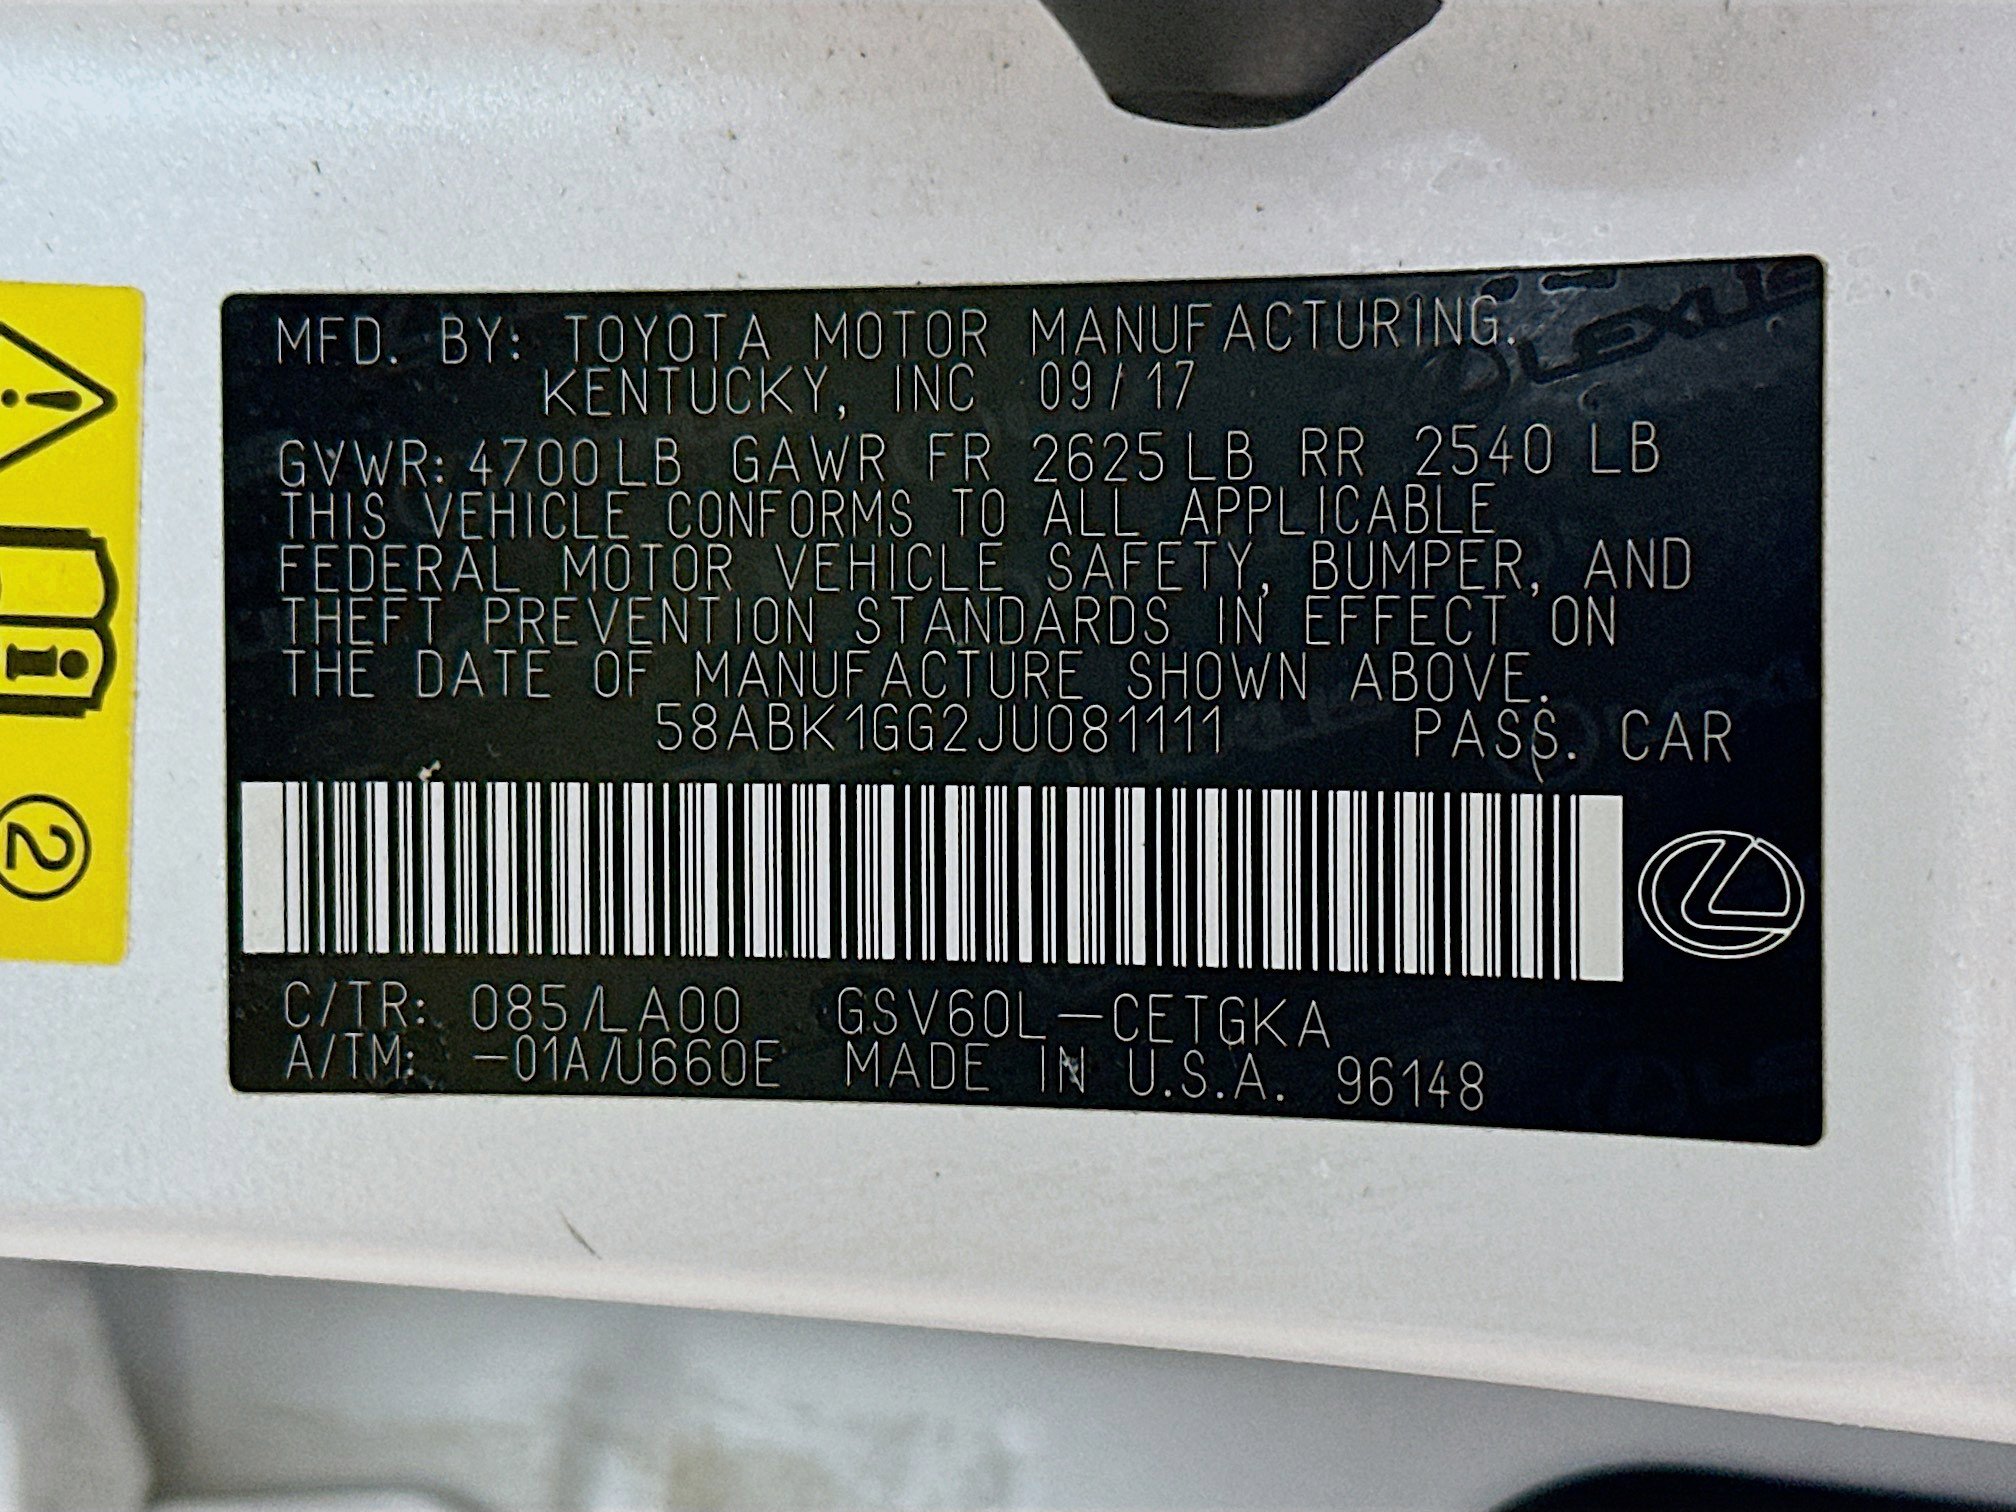 MFD. BY: TOYOTA MOTOR MANUFACTURING.
KENTUCKY, INC 09/17
GVWR: 4700LB GAWR FR 2625LB RR 2540 LB
THIS VEHICLE CONFORMS TO ALL APPLICABLE
FEDERAL MOTOR VEHICLE SAFETY, BUMPER, AND
THEFT PREVENTION STANDARDS IN EFFECT ON
THE DATE OF MANUFACTURE SHOWN ABOVE.
58ABK1GG2JU081111 PASS. CAR
C/TR: 085/LA00 GSV60L-CETGKA
A/TM: -01A/U660E MADE IN U.S.A. 96148
LEXUS
!
i
2